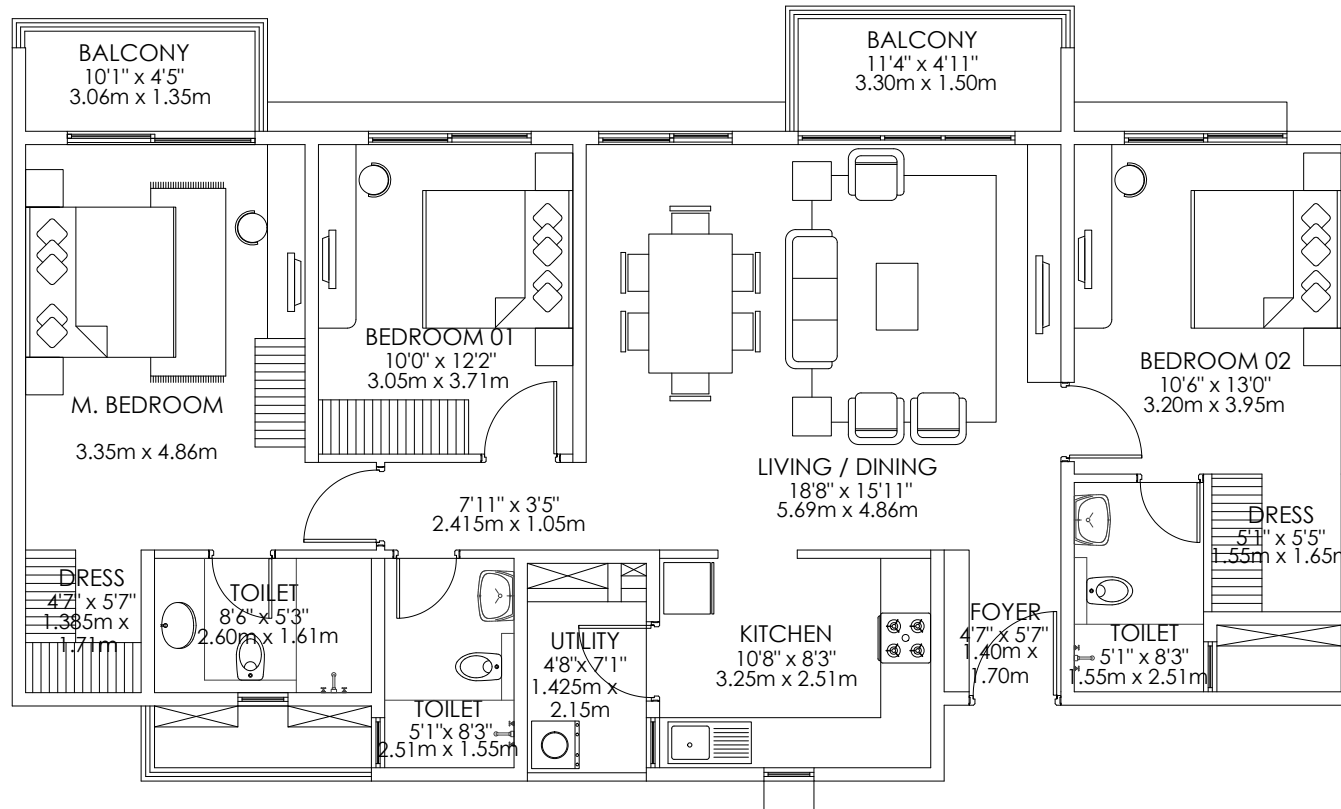 BALCONY
10'1" x 4'5"
3.06m x 1.35m
BALCONY
11'4" x 4'11"
3.30m x 1.50m
BEDROOM 01
10'0" x 12'2"
3.05m x 3.71m
BEDROOM 02
10'6" x 13'0"
3.20m x 3.95m
M. BEDROOM
3.35m x 4.86m
LIVING / DINING
18'8" x 15'11"
5.69m x 4.86m
7'11" x 3'5"
2.415m x 1.05m
DRESS
5'1" x 5'5"
1.55m x 1.65m
DRESS
4'7" x 5'7"
1.385m x
1.71m
TOILET
8'6" x 5'3"
2.60m x 1.61m
UTILITY
4'8"x 7'1"
1.425m x
2.15m
KITCHEN
10'8" x 8'3"
3.25m x 2.51m
FOYER
4'7" x 5'7"
1.40m x
1.70m
TOILET
5'1" x 8'3"
1.55m x 2.51m
TOILET
5'1"x 8'3"
2.51m x 1.55m